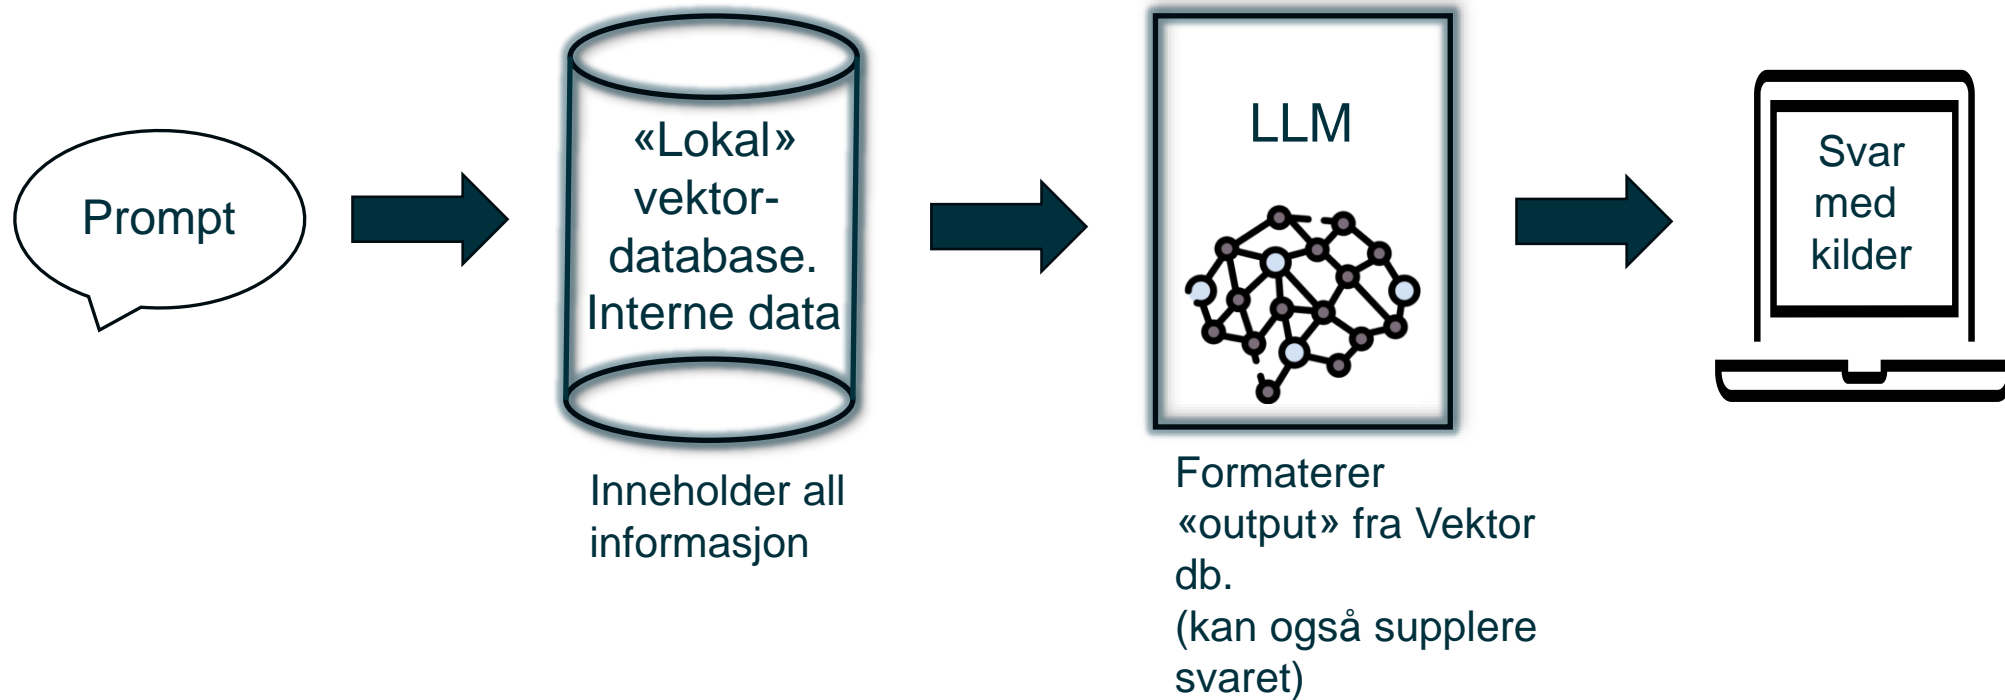 Prompt
«Lokal»
vektor-
database.
Interne data
Inneholder all
informasjon
LLM
Formaterer
«output» fra Vektor
db.
(kan også supplere
svaret)
Svar
med
kilder